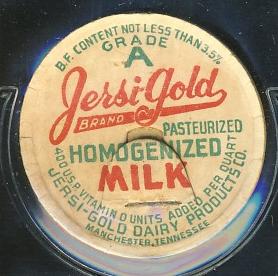 B.F. CONTENT NOT LESS THAN 3.5%
GRADE
A
Jersi-Gold
BRAND
PASTEURIZED
HOMOGENIZED
MILK
400 U.S.P. VITAMIN D UNITS ADDED PER QUART
JERSI-GOLD DAIRY PRODUCTS CO.
MANCHESTER, TENNESSEE